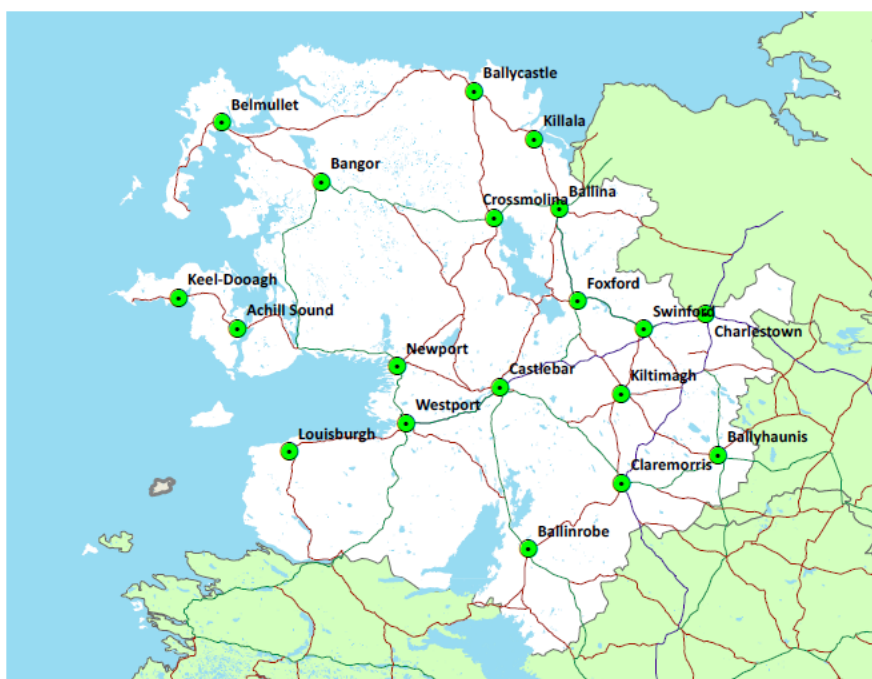 Ballycastle
Belmullet
Killala
Bangor
Crossmolina
Ballina
Keel-Dooagh
Foxford
Achill Sound
Swinford
Charlestown
Newport
Castlebar
Kiltimagh
Westport
Louisburgh
Ballyhaunis
Claremorris
Ballinrobe